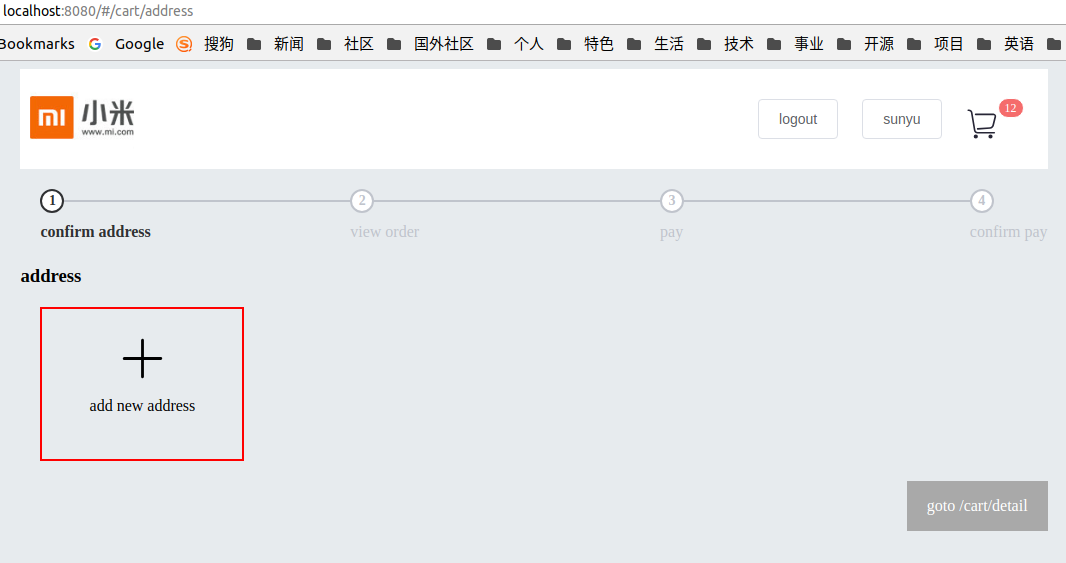 localhost:8080/#/cart/address
Bookmarks Google 搜狗 新闻 社区 国外社区 个人 特色 生活 技术 事业 开源 项目 英语
mi 小米
www.mi.com
logout sunyu 12
1 2 3 4
confirm address view order pay confirm pay
address
add new address
goto /cart/detail